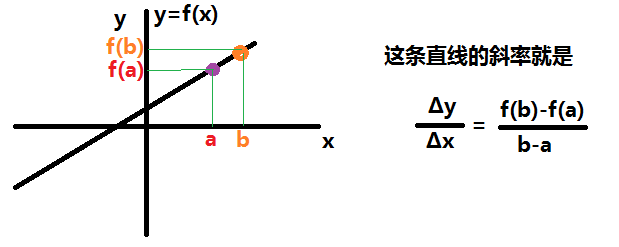 y
y=f(x)
f(b)
f(a)
a
b
x
这条直线的斜率就是
Δy
Δx
=
f(b)-f(a)
b-a